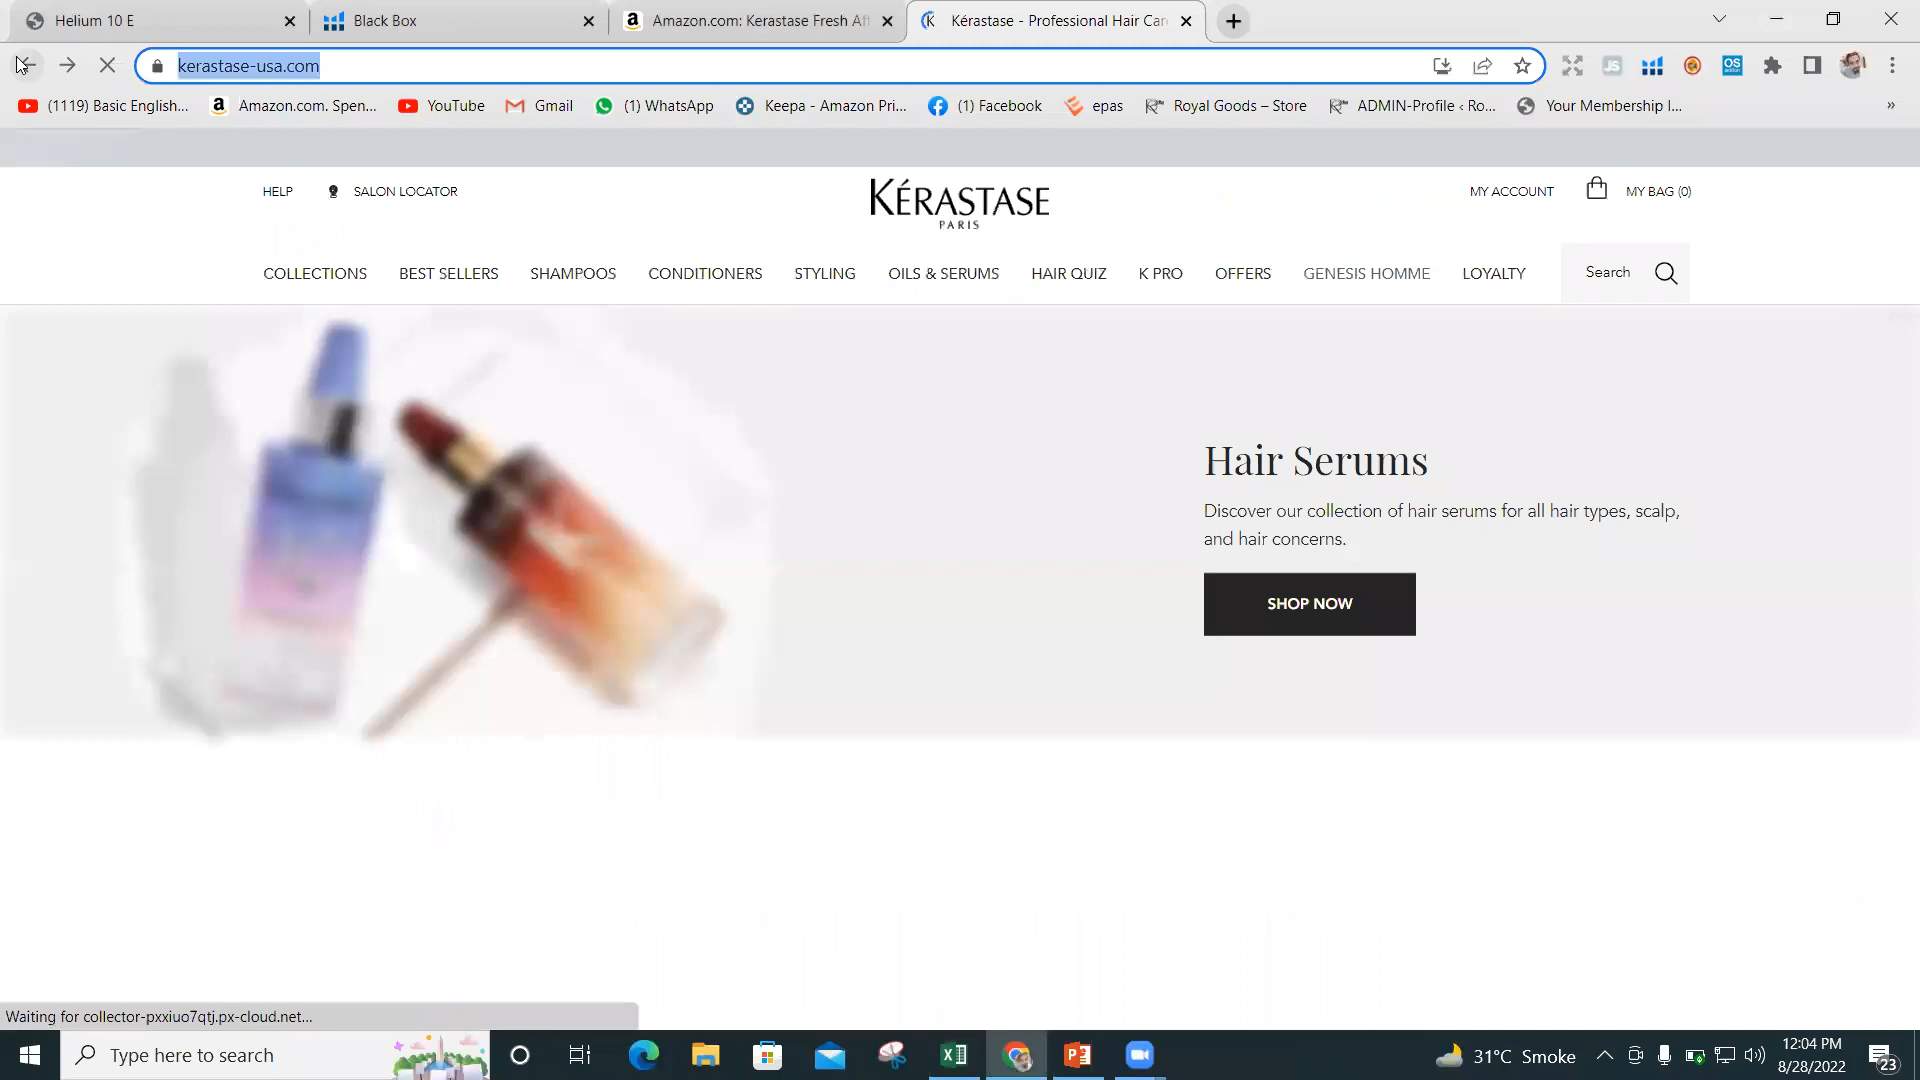 Helium 10 E
Black Box
Amazon.com: Kerastase Fresh Aff
Kérastase - Professional Hair Car
kerastase-usa.com
(1119) Basic English...
Amazon.com. Spen...
YouTube
Gmail
(1) WhatsApp
Keepa - Amazon Pri...
(1) Facebook
epas
Royal Goods – Store
ADMIN-Profile ‹ Ro...
Your Membership I...
»
HELP
SALON LOCATOR
KÉRASTASE
PARIS
MY ACCOUNT
MY BAG (0)
COLLECTIONS
BEST SELLERS
SHAMPOOS
CONDITIONERS
STYLING
OILS & SERUMS
HAIR QUIZ
K PRO
OFFERS
GENESIS HOMME
LOYALTY
Search
Hair Serums
Discover our collection of hair serums for all hair types, scalp,
and hair concerns.
SHOP NOW
Waiting for collector-pxxiuo7qtj.px-cloud.net...
Type here to search
31°C Smoke
12:04 PM
8/28/2022
23